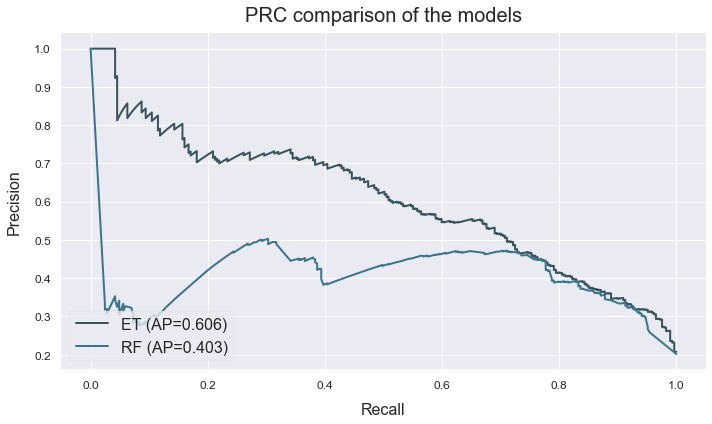 PRC comparison of the models
Precision
1.0
0.9
0.8
0.7
0.6
0.5
0.4
0.3
0.2
ET (AP=0.606)
RF (AP=0.403)
0.0 0.2 0.4 0.6 0.8 1.0
Recall